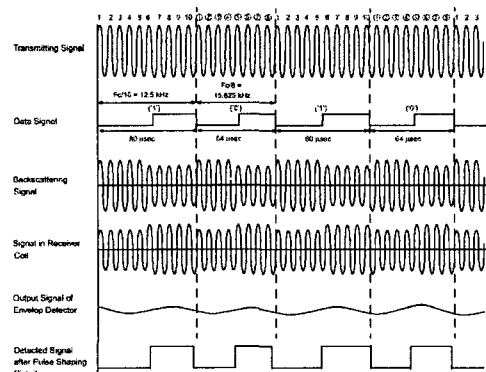 1 2 3 4 5 6 7 8 9 10 ① ② ③ ④ ⑤ ⑥ ⑦ ⑧ 1 2 3 4 5 6 7 8 9 10 ① ② ③ ④ ⑤ ⑥ ⑦ ⑧ 1 2 3
Transmitting Signal
Fc/10 = 12.5 kHz
Fc/8 =
15.625 kHz
Data Signal
('1') ('0') ('1') ('0')
80 µsec 64 µsec 80 µsec 64 µsec
Backscattering
Signal
Signal in Receiver
Coil
Output Signal of
Envelop Detector
Detected Signal
after Pulse Shaping